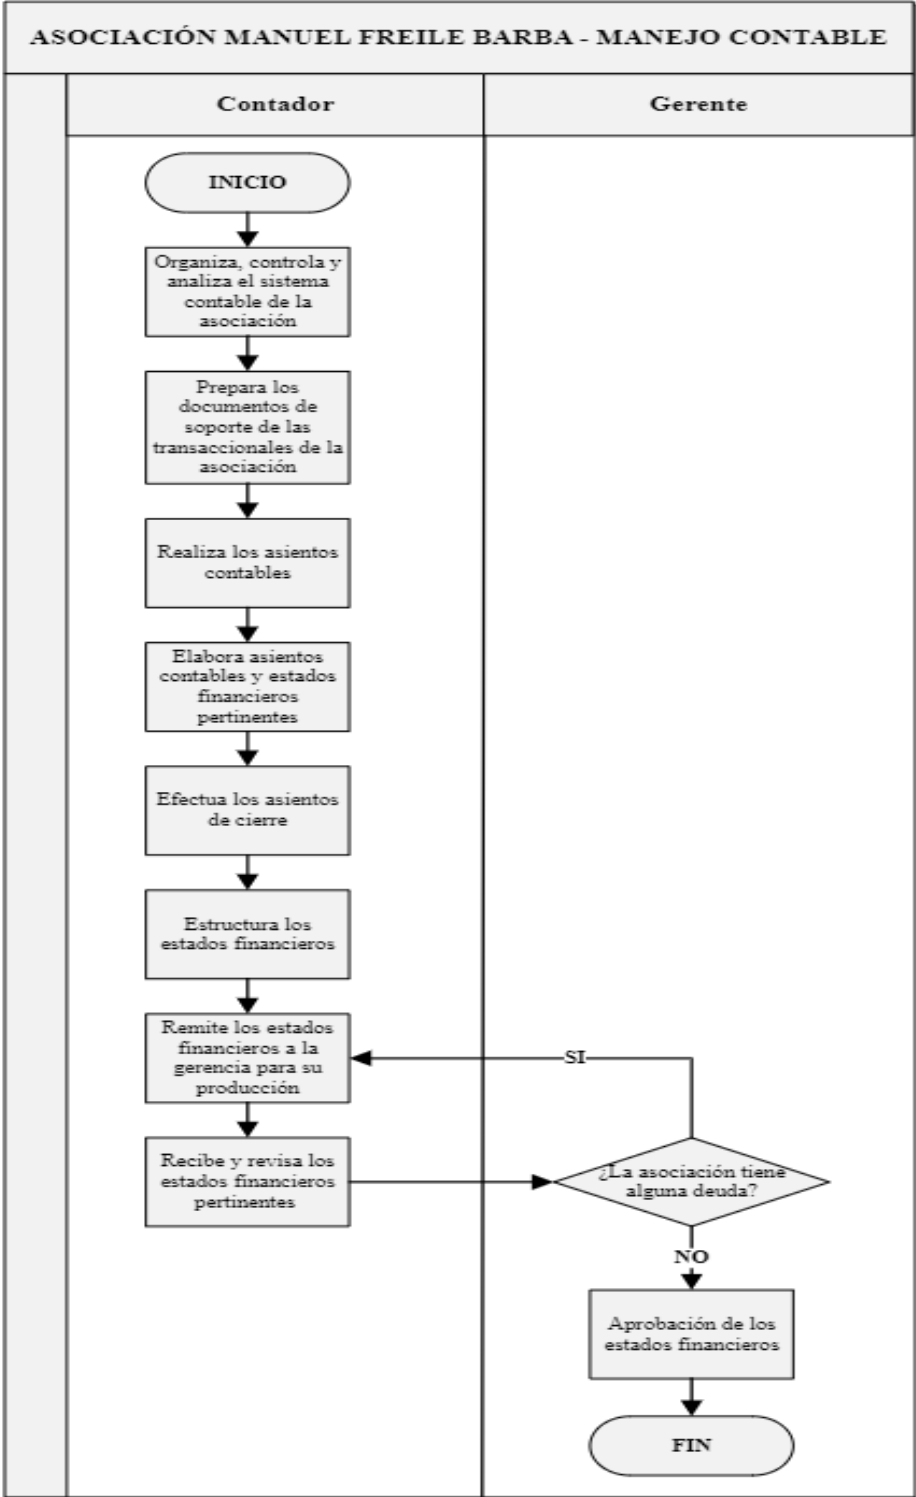 ASOCIACIÓN MANUEL FREILE BARBA - MANEJO CONTABLE
Contador
Gerente
INICIO
Organiza, controla y
analiza el sistema
contable de la
asociación
Prepara los
documentos de
soporte de las
transaccionales de la
asociación
Realiza los asientos
contables
Elabora asientos
contables y estados
financieros
pertinentes
Efectua los asientos
de cierre
Estructura los
estados financieros
Remite los estados
financieros a la
gerencia para su
producción
SI
Recibe y revisa los
estados financieros
pertinentes
¿La asociación tiene
alguna deuda?
NO
Aprobación de los
estados financieros
FIN